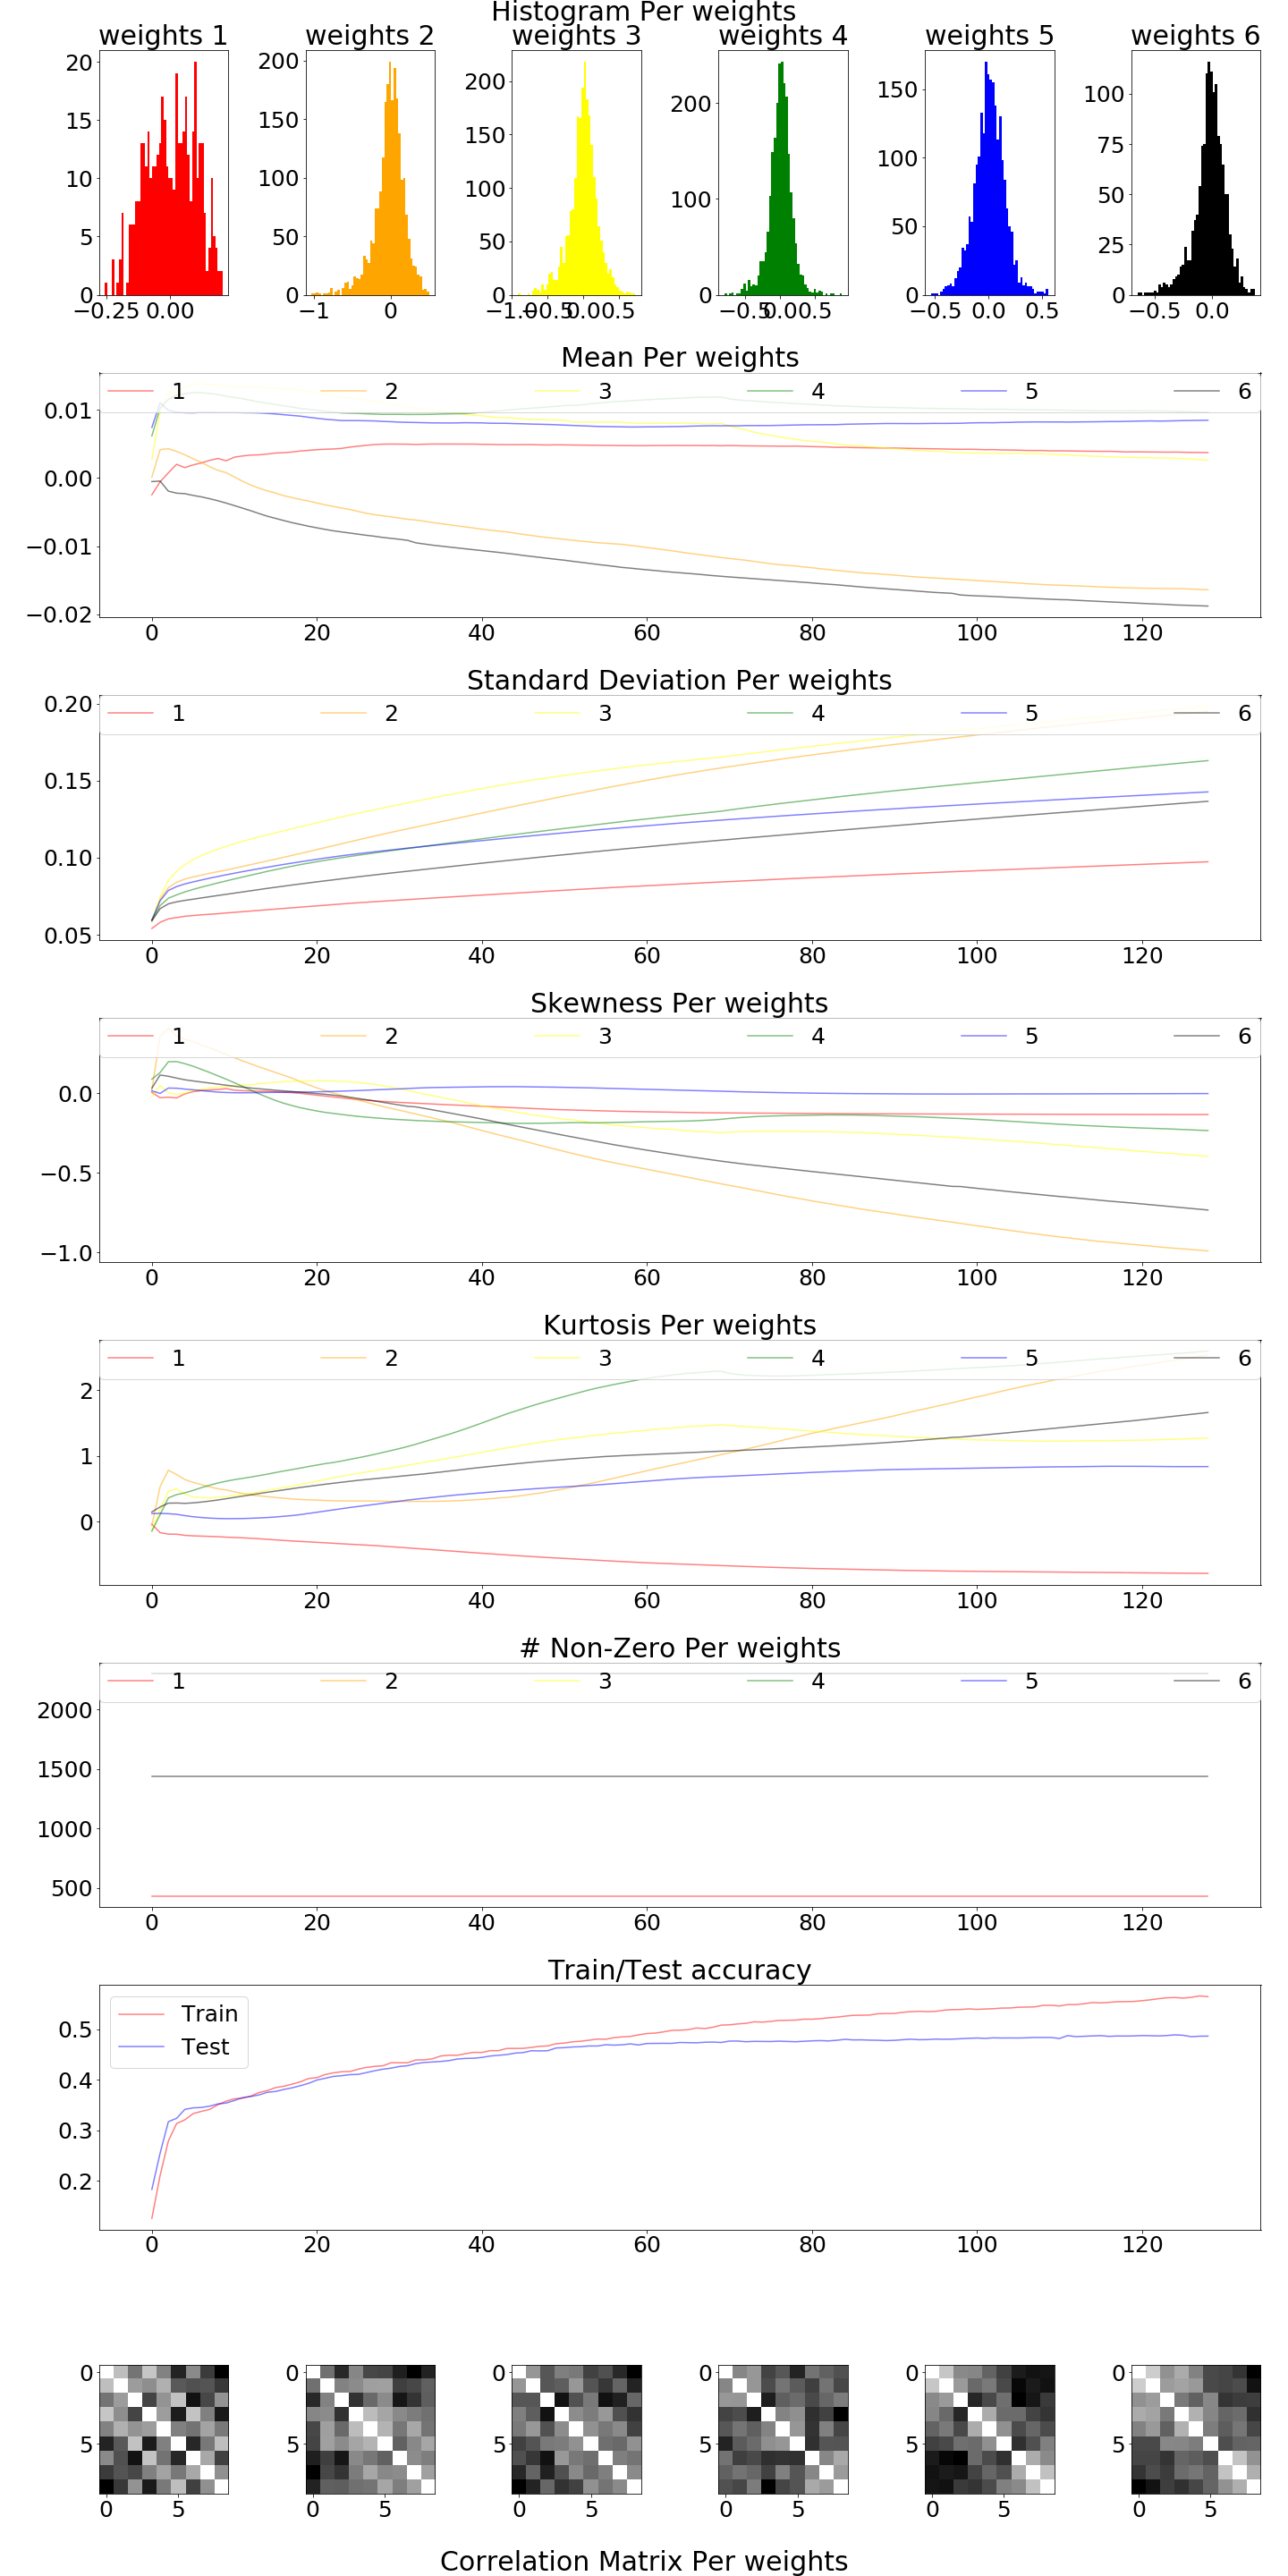 Histogram Per weights
weights 1 weights 2 weights 3 weights 4 weights 5 weights 6
20 15 10 5 0
−0.25 0.00
200 150 100 50 0
−1 0
200 150 100 50 0
−1.0 −0.5 0.0 0.5
200 100 0
−0.5 0.0 0.5
150 100 50 0
−0.5 0.0 0.5
100 75 50 25 0
−0.5 0.0
Mean Per weights
1 2 3 4 5 6
0.01
0.00
−0.01
−0.02
0 20 40 60 80 100 120
Standard Deviation Per weights
1 2 3 4 5 6
0.20
0.15
0.10
0.05
0 20 40 60 80 100 120
Skewness Per weights
1 2 3 4 5 6
0.0
−0.5
−1.0
0 20 40 60 80 100 120
Kurtosis Per weights
1 2 3 4 5 6
2
1
0
0 20 40 60 80 100 120
# Non-Zero Per weights
1 2 3 4 5 6
2000
1500
1000
500
0 20 40 60 80 100 120
Train/Test accuracy
Train
Test
0.5
0.4
0.3
0.2
0 20 40 60 80 100 120
0 0 0 0 0 0
5 5 5 5 5 5
0 5 0 5 0 5 0 5 0 5 0 5
Correlation Matrix Per weights